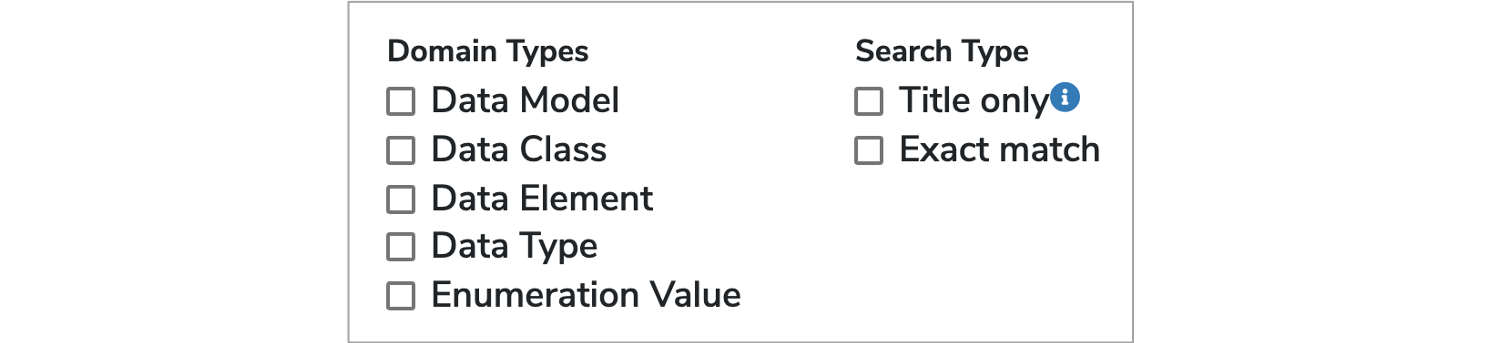 Domain Types
Data Model
Data Class
Data Element
Data Type
Enumeration Value
Search Type
Title only
Exact match